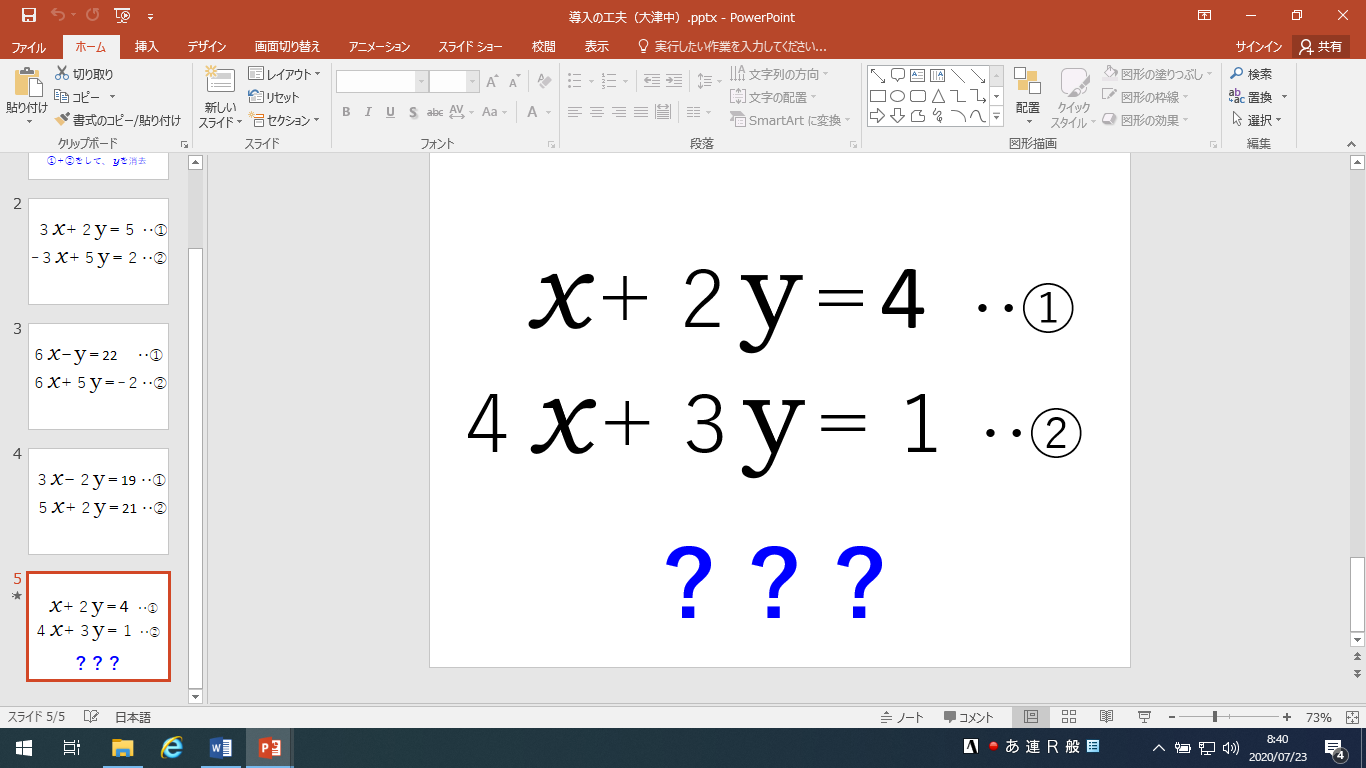 導入の工夫（大津中）.pptx - PowerPoint
ファイル ホーム 挿入 デザイン 画面切り替え アニメーション スライド ショー 校閲 表示 実行したい作業を入力してください... サインイン 共有
貼り付け 切り取り コピー 書式のコピー/貼り付け
クリップボード
新しい スライド レイアウト リセット セクション
スライド
B I U S abc AV Aa A
フォント
文字列の方向 文字の配置 SmartArt に変換
段落
配置 クイック スタイル 図形の塗りつぶし 図形の枠線 図形の効果
図形描画
検索 置換 選択
編集
①+②をして、yを消去
2
3x+2y=5 ‥①
-3x+5y=2 ‥②
3
6x-y=22 ‥①
6x+5y=-2 ‥②
4
3x-2y=19 ‥①
5x+2y=21 ‥②
5
x+2y=4 ‥①
4x+3y=1 ‥②
???
x+2y=4 ‥①
4x+3y=1 ‥②
???
スライド 5/5 日本語 ノート コメント 73%
A あ 連 R 般 8:40
2020/07/23 4